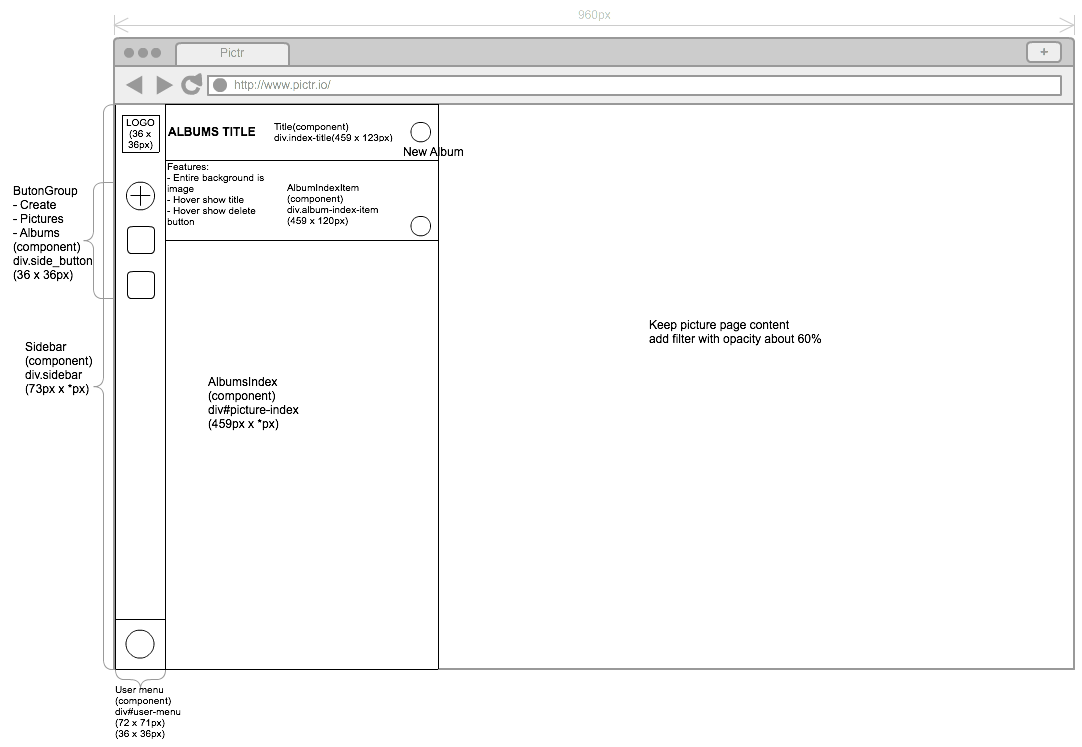 960px
Pictr
+
http://www.pictr.io/
LOGO
(36 x
36px)
ALBUMS TITLE
Title(component)
div.index-title(459 x 123px)
New Album
Features:
- Entire background is
image
- Hover show title
- Hover show delete
button
AlbumIndexItem
(component)
div.album-index-item
(459 x 120px)
ButonGroup
- Create
- Pictures
- Albums
(component)
div.side_button
(36 x 36px)
Sidebar
(component)
div.sidebar
(73px x *px)
AlbumsIndex
(component)
div#picture-index
(459px x *px)
Keep picture page content
add filter with opacity about 60%
User menu
(component)
div#user-menu
(72 x 71px)
(36 x 36px)